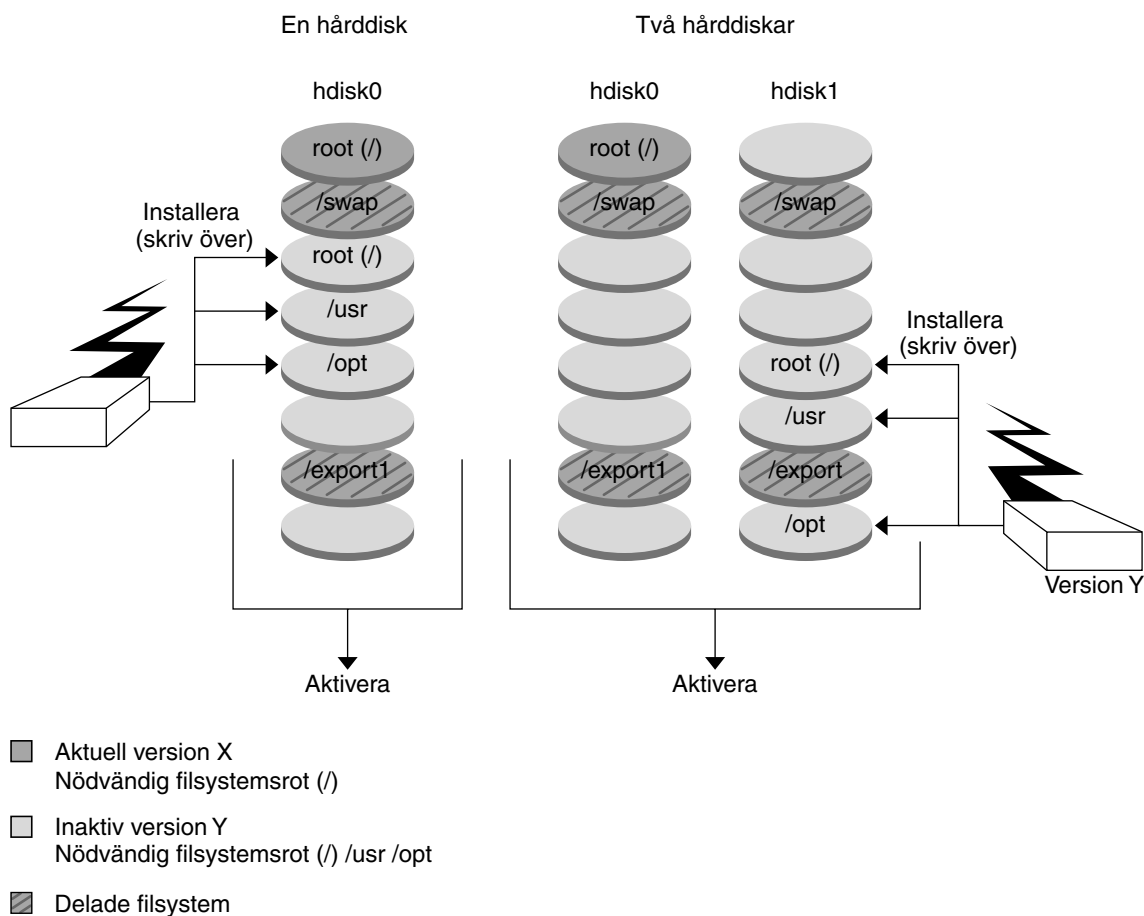 En hårddisk
Två hårddiskar
hdisk0
hdisk0
hdisk1
root (/)
/swap
root (/)
/usr
/opt
/export1
Installera
(skriv över)
root (/)
/swap
/export1
/swap
root (/)
/usr
/export
/opt
Installera
(skriv över)
Version Y
Aktivera
Aktivera
Aktuell version X
Nödvändig filsystemsrot (/)
Inaktiv version Y
Nödvändig filsystemsrot (/) /usr /opt
Delade filsystem